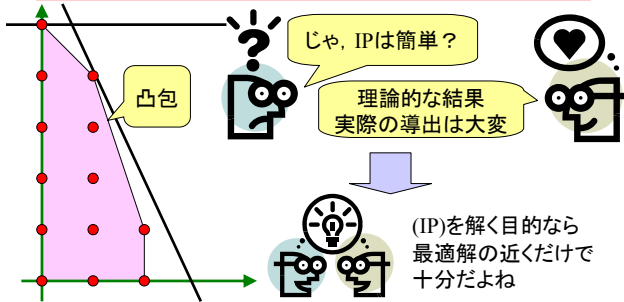 じゃ，IPは簡単？
凸包
理論的な結果
実際の導出は大変
(IP)を解く目的なら
最適解の近くだけで
十分だよね